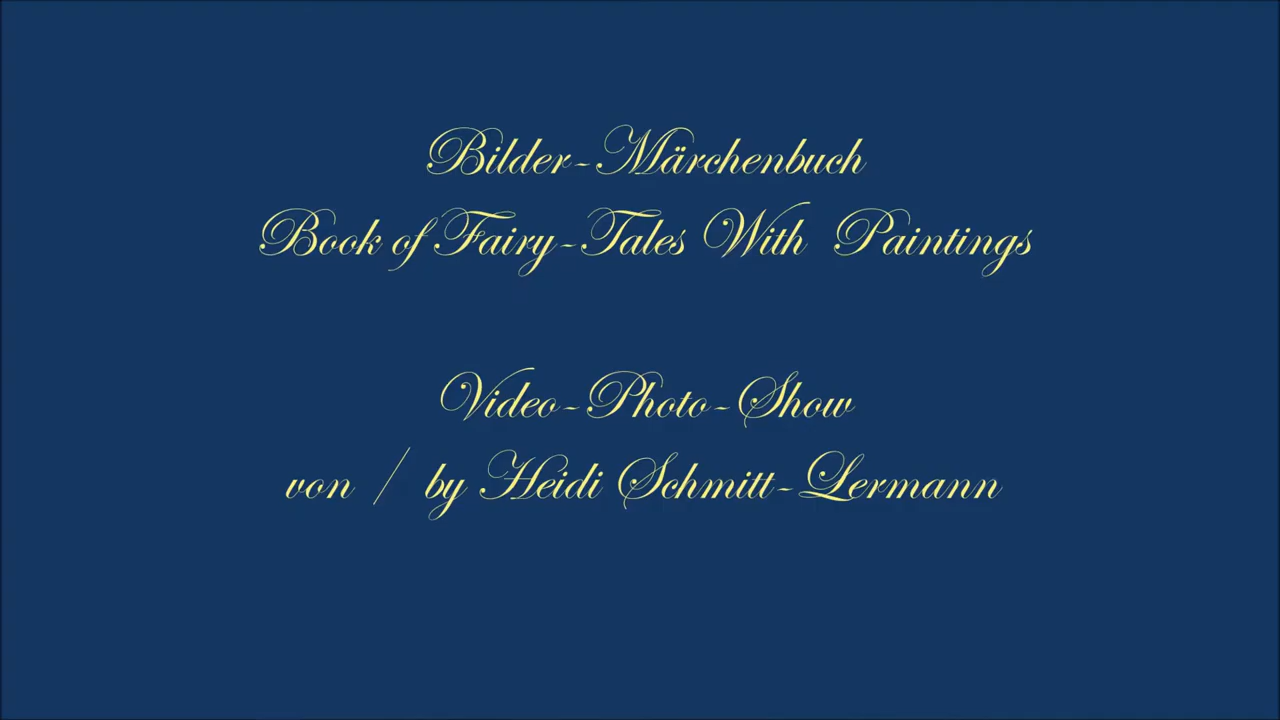 Bilder-Märchenbuch
Book of Fairy-Tales With Paintings
Video-Photo-Show
von / by Heidi Schmitt-Lermann